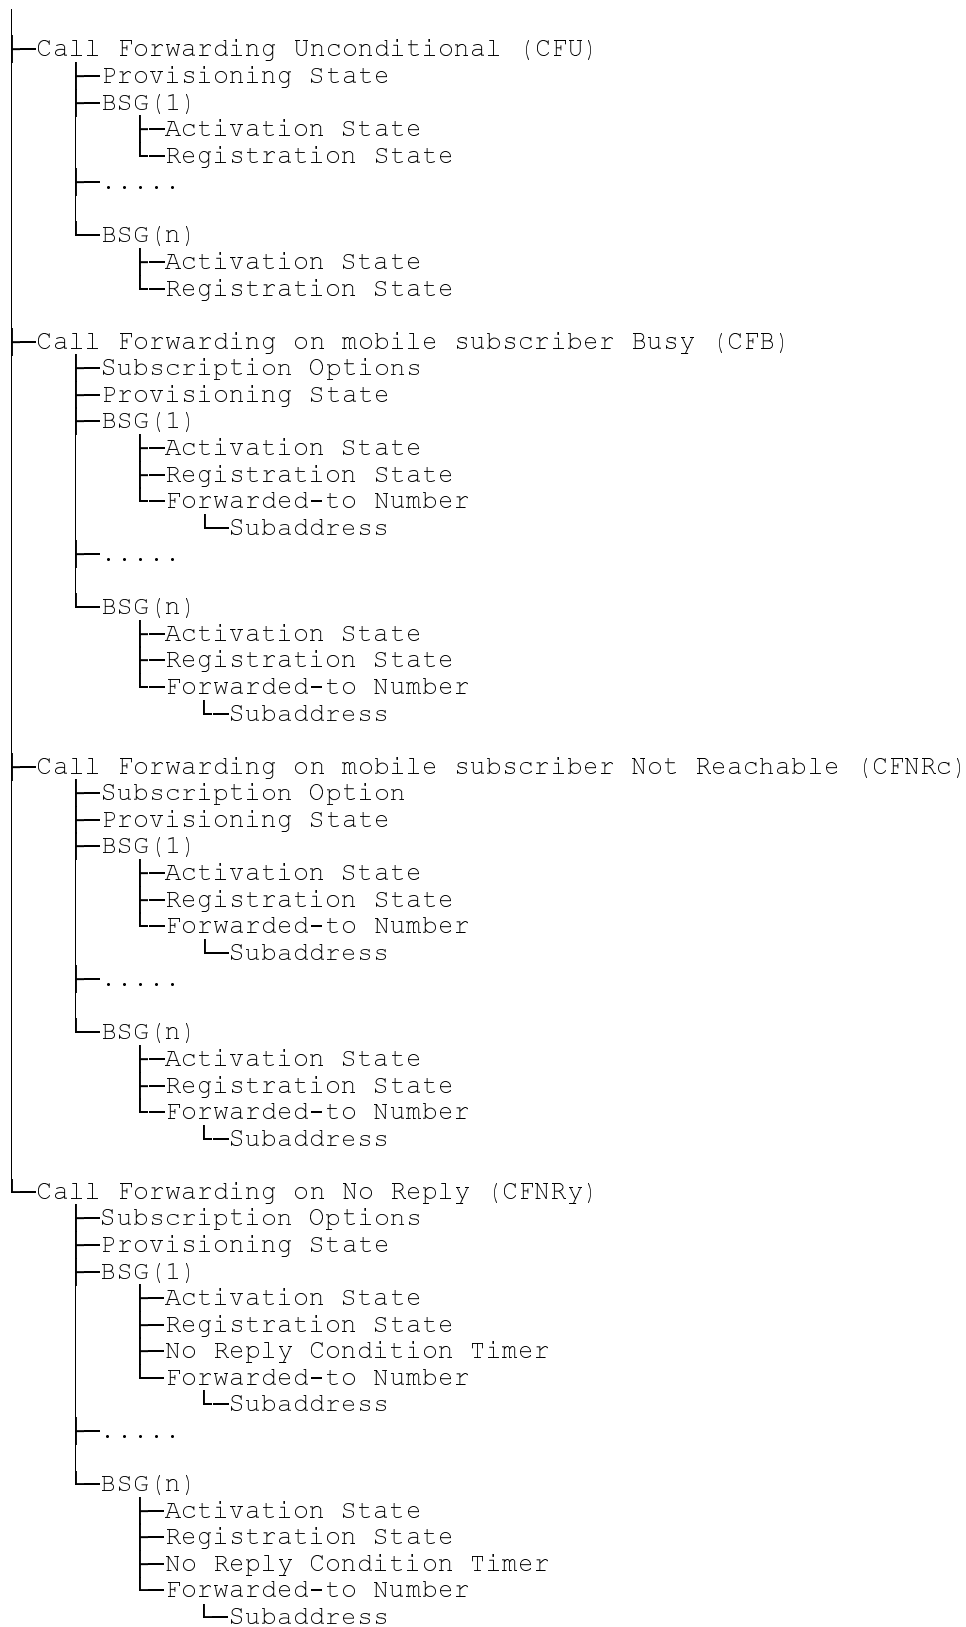 Call Forwarding Unconditional (CFU)
Provisioning State
BSG(1)
Activation State
Registration State
.....
BSG(n)
Activation State
Registration State
Call Forwarding on mobile subscriber Busy (CFB)
Subscription Options
Provisioning State
BSG(1)
Activation State
Registration State
Forwarded-to Number
Subaddress
.....
BSG(n)
Activation State
Registration State
Forwarded-to Number
Subaddress
Call Forwarding on mobile subscriber Not Reachable (CFNRc)
Subscription Option
Provisioning State
BSG(1)
Activation State
Registration State
Forwarded-to Number
Subaddress
.....
BSG(n)
Activation State
Registration State
Forwarded-to Number
Subaddress
Call Forwarding on No Reply (CFNRy)
Subscription Options
Provisioning State
BSG(1)
Activation State
Registration State
No Reply Condition Timer
Forwarded-to Number
Subaddress
.....
BSG(n)
Activation State
Registration State
No Reply Condition Timer
Forwarded-to Number
Subaddress